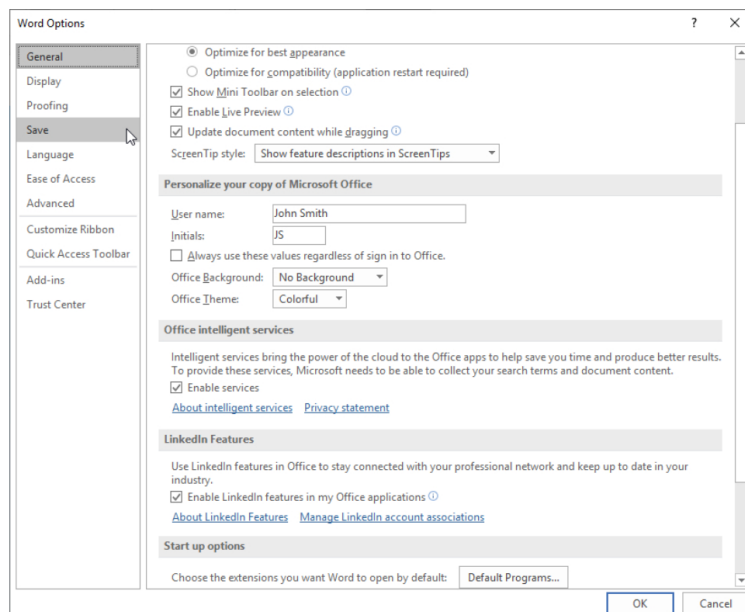 Word Options
?
General
Display
Proofing
Save
Language
Ease of Access
Advanced
Customize Ribbon
Quick Access Toolbar
Add-ins
Trust Center
Optimize for best appearance
Optimize for compatibility (application restart required)
Show Mini Toolbar on selection
Enable Live Preview
Update document content while dragging
ScreenTip style: Show feature descriptions in ScreenTips
Personalize your copy of Microsoft Office
User name: John Smith
Initials: JS
Always use these values regardless of sign in to Office.
Office Background: No Background
Office Theme: Colorful
Office intelligent services
Intelligent services bring the power of the cloud to the Office apps to help save you time and produce better results.
To provide these services, Microsoft needs to be able to collect your search terms and document content.
Enable services
About intelligent services Privacy statement
LinkedIn Features
Use LinkedIn features in Office to stay connected with your professional network and keep up to date in your
industry.
Enable LinkedIn features in my Office applications
About LinkedIn Features Manage LinkedIn account associations
Start up options
Choose the extensions you want Word to open by default: Default Programs...
OK Cancel